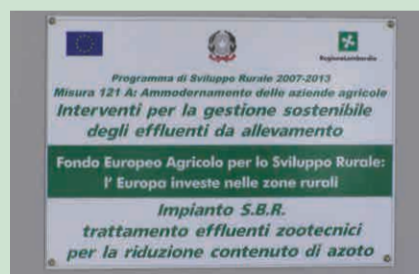 RegioneLombardia
Programma di Sviluppo Rurale 2007-2013
Misura 121 A: Ammodernamento delle aziende agricole
Interventi per la gestione sostenibile
degli effluenti da allevamento
Fondo Europeo Agricolo per lo Sviluppo Rurale:
l' Europa investe nelle zone rurali
Impianto S.B.R.
trattamento effluenti zootecnici
per la riduzione contenuto di azoto